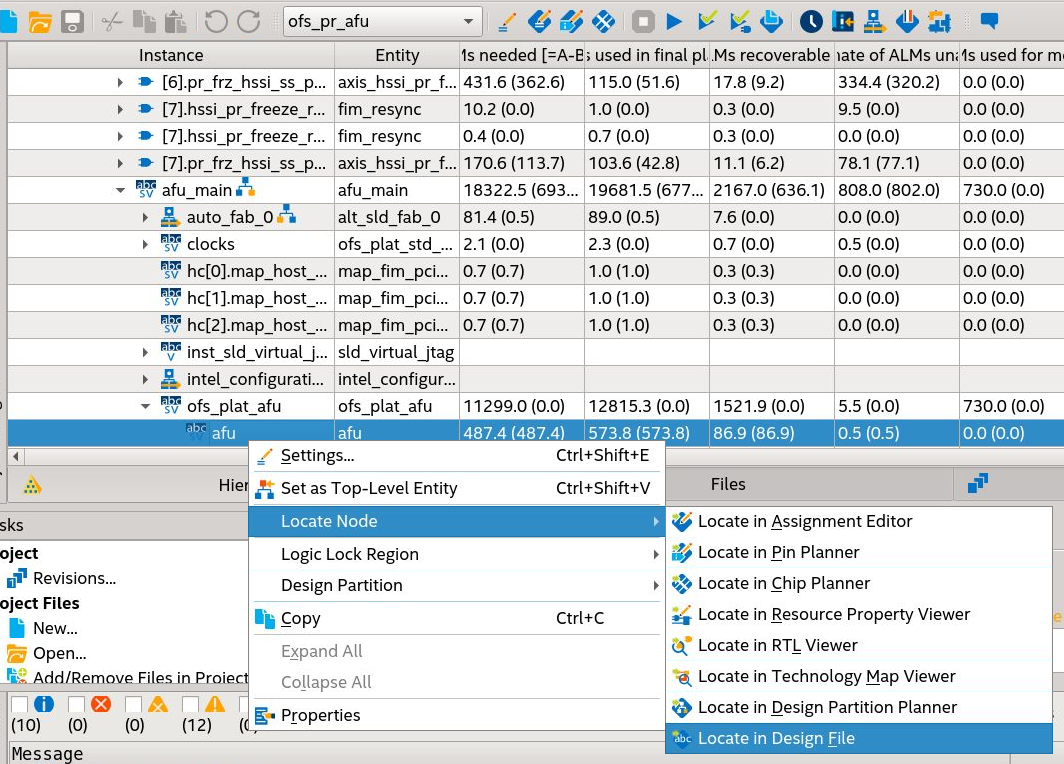 ofs_pr_afu
Instance Entity Ms needed [=A-B s used in final pl .Ms recoverable nate of ALMs una Ms used for me
[6].pr_frz_hssi_ss_p... axis_hssi_pr_f... 431.6 (362.6) 115.0 (51.6) 17.8 (9.2) 334.4 (320.2) 0.0 (0.0)
[7].hssi_pr_freeze_r... fim_resync 10.2 (0.0) 1.0 (0.0) 0.3 (0.0) 9.5 (0.0) 0.0 (0.0)
[7].hssi_pr_freeze_r... fim_resync 0.4 (0.0) 0.7 (0.0) 0.3 (0.0) 0.0 (0.0) 0.0 (0.0)
[7].pr_frz_hssi_ss_p... axis_hssi_pr_f... 170.6 (113.7) 103.6 (42.8) 11.1 (6.2) 78.1 (77.1) 0.0 (0.0)
abc SV afu_main afu_main 18322.5 (693... 19681.5 (677... 2167.0 (636.1) 808.0 (802.0) 730.0 (0.0)
auto_fab_0 alt_sld_fab_0 81.4 (0.5) 89.0 (0.5) 7.6 (0.0) 0.0 (0.0) 0.0 (0.0)
abc SV clocks ofs_plat_std_... 2.1 (0.0) 2.3 (0.0) 0.7 (0.0) 0.5 (0.0) 0.0 (0.0)
abc SV hc[0].map_host_... map_fim_pci... 0.7 (0.7) 1.0 (1.0) 0.3 (0.3) 0.0 (0.0) 0.0 (0.0)
abc SV hc[1].map_host_... map_fim_pci... 0.7 (0.7) 1.0 (1.0) 0.3 (0.3) 0.0 (0.0) 0.0 (0.0)
abc SV hc[2].map_host_... map_fim_pci... 0.7 (0.7) 1.0 (1.0) 0.3 (0.3) 0.0 (0.0) 0.0 (0.0)
abc V inst_sld_virtual_j... sld_virtual_jtag
intel_configurati... intel_configur...
abc SV ofs_plat_afu ofs_plat_afu 11299.0 (0.0) 12815.3 (0.0) 1521.9 (0.0) 5.5 (0.0) 730.0 (0.0)
abc SV afu afu 487.4 (487.4) 573.8 (573.8) 86.9 (86.9) 0.5 (0.5) 0.0 (0.0)
Hier Files
sks
oject
Revisions...
oject Files
New...
Open...
Add/Remove Files in Project
(10) (0) (0) (12) (0
Message
Settings... Ctrl+Shift+E
Set as Top-Level Entity Ctrl+Shift+V
Locate Node
Logic Lock Region
Design Partition
Copy Ctrl+C
Expand All
Collapse All
Properties
Locate in Assignment Editor
Locate in Pin Planner
Locate in Chip Planner
Locate in Resource Property Viewer
Locate in RTL Viewer
Locate in Technology Map Viewer
Locate in Design Partition Planner
abc Locate in Design File